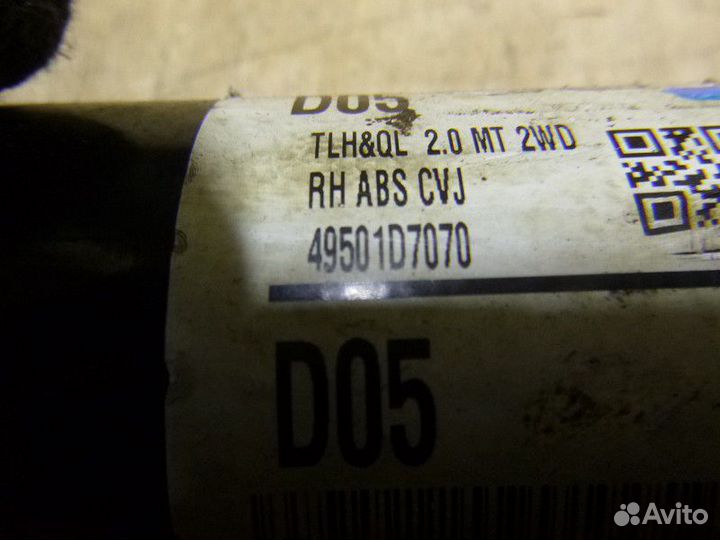 D05
TLH&QL 2.0 MT 2WD
RH ABS CVJ
49501D7070
D05
Avito